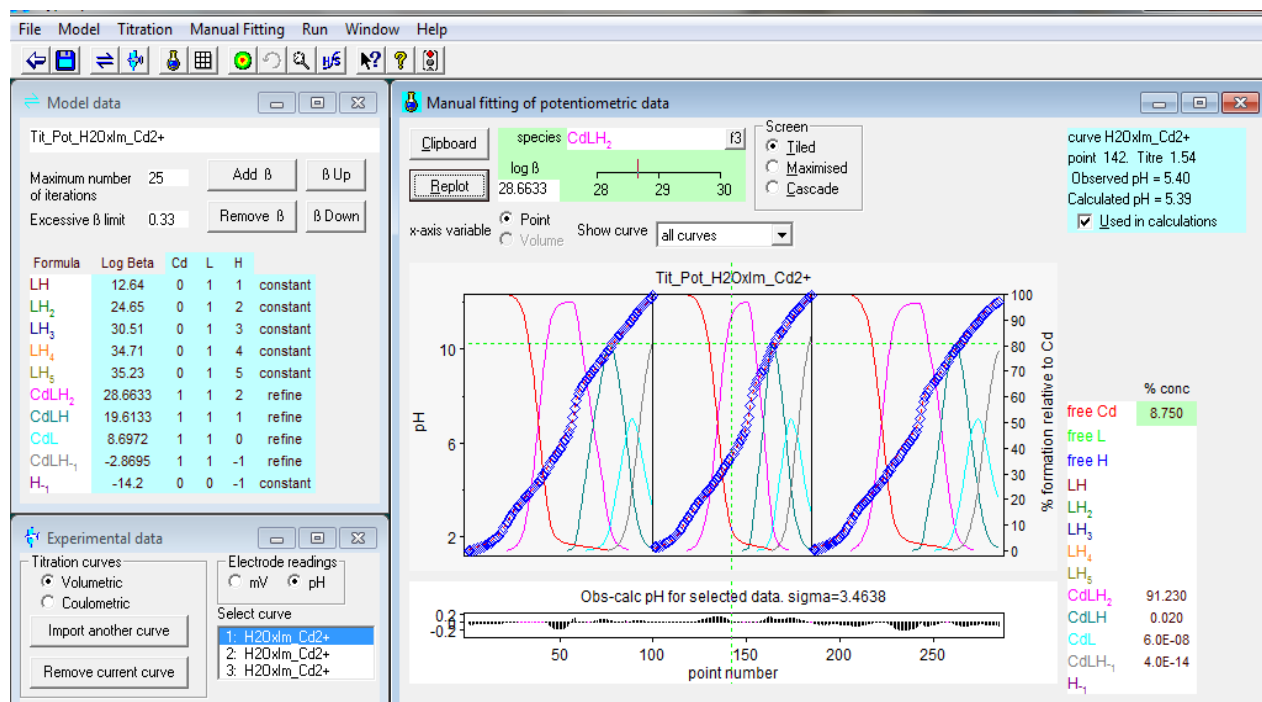 File Model Titration Manual Fitting Run Window Help
Model data
Tit_Pot_H2OxIm_Cd2+
Maximum number of iterations 25
Excessive ß limit 0.33
Add ß
ß Up
Remove ß
ß Down
Formula Log Beta Cd L H
LH 12.64 0 1 1 constant
LH₂ 24.65 0 1 2 constant
LH₃ 30.51 0 1 3 constant
LH₄ 34.71 0 1 4 constant
LH₅ 35.23 0 1 5 constant
CdLH₂ 28.6633 1 1 2 refine
CdLH 19.6133 1 1 1 refine
CdL 8.6972 1 1 0 refine
CdLH₋₁ -2.8695 1 1 -1 refine
H₋₁ -14.2 0 0 -1 constant
Experimental data
Titration curves
Volumetric
Coulometric
Import another curve
Remove current curve
Electrode readings
mV pH
Select curve
1: H2OxIm_Cd2+
2: H2OxIm_Cd2+
3: H2OxIm_Cd2+
Manual fitting of potentiometric data
Clipboard
Replot
species CdLH₂ f3
log ß
28.6633
28 29 30
Screen
Tiled
Maximised
Cascade
x-axis variable
Point
Volume
Show curve all curves
curve H2OxIm_Cd2+
point 142. Titre 1.54
Observed pH = 5.40
Calculated pH = 5.39
Used in calculations
Tit_Pot_H2OxIm_Cd2+
pH
10
6
2
100
90
80
70
60
50
40
30
20
10
0
% formation relative to Cd
Obs-calc pH for selected data. sigma=3.4638
0.2
-0.2
50 100 150 200 250
point number
% conc
free Cd 8.750
free L
free H
LH
LH₂
LH₃
LH₄
LH₅
CdLH₂ 91.230
CdLH 0.020
CdL 6.0E-08
CdLH₋₁ 4.0E-14
H₋₁